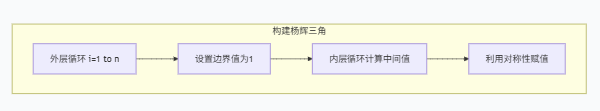 构建杨辉三角
外层循环 i=1 to n
设置边界值为1
内层循环计算中间值
利用对称性赋值